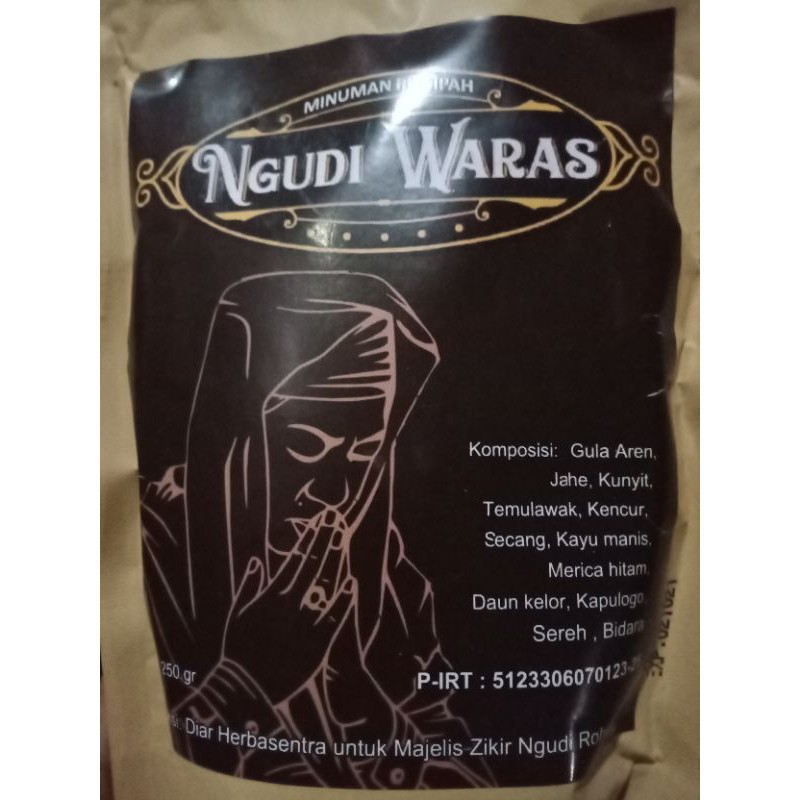 MINUMAN
NGUDI WARAS
Komposisi: Gula Aren,
Jahe, Kunyit,
Temulawak, Kencur,
Secang, Kayu manis,
Merica hitam.
Daun kelor, Kapulogo,
Sereh , Bidara
250.gr
P-IRT : 5123306070123-
Diar Herbasentra untuk Majelis Zikir Ngudi